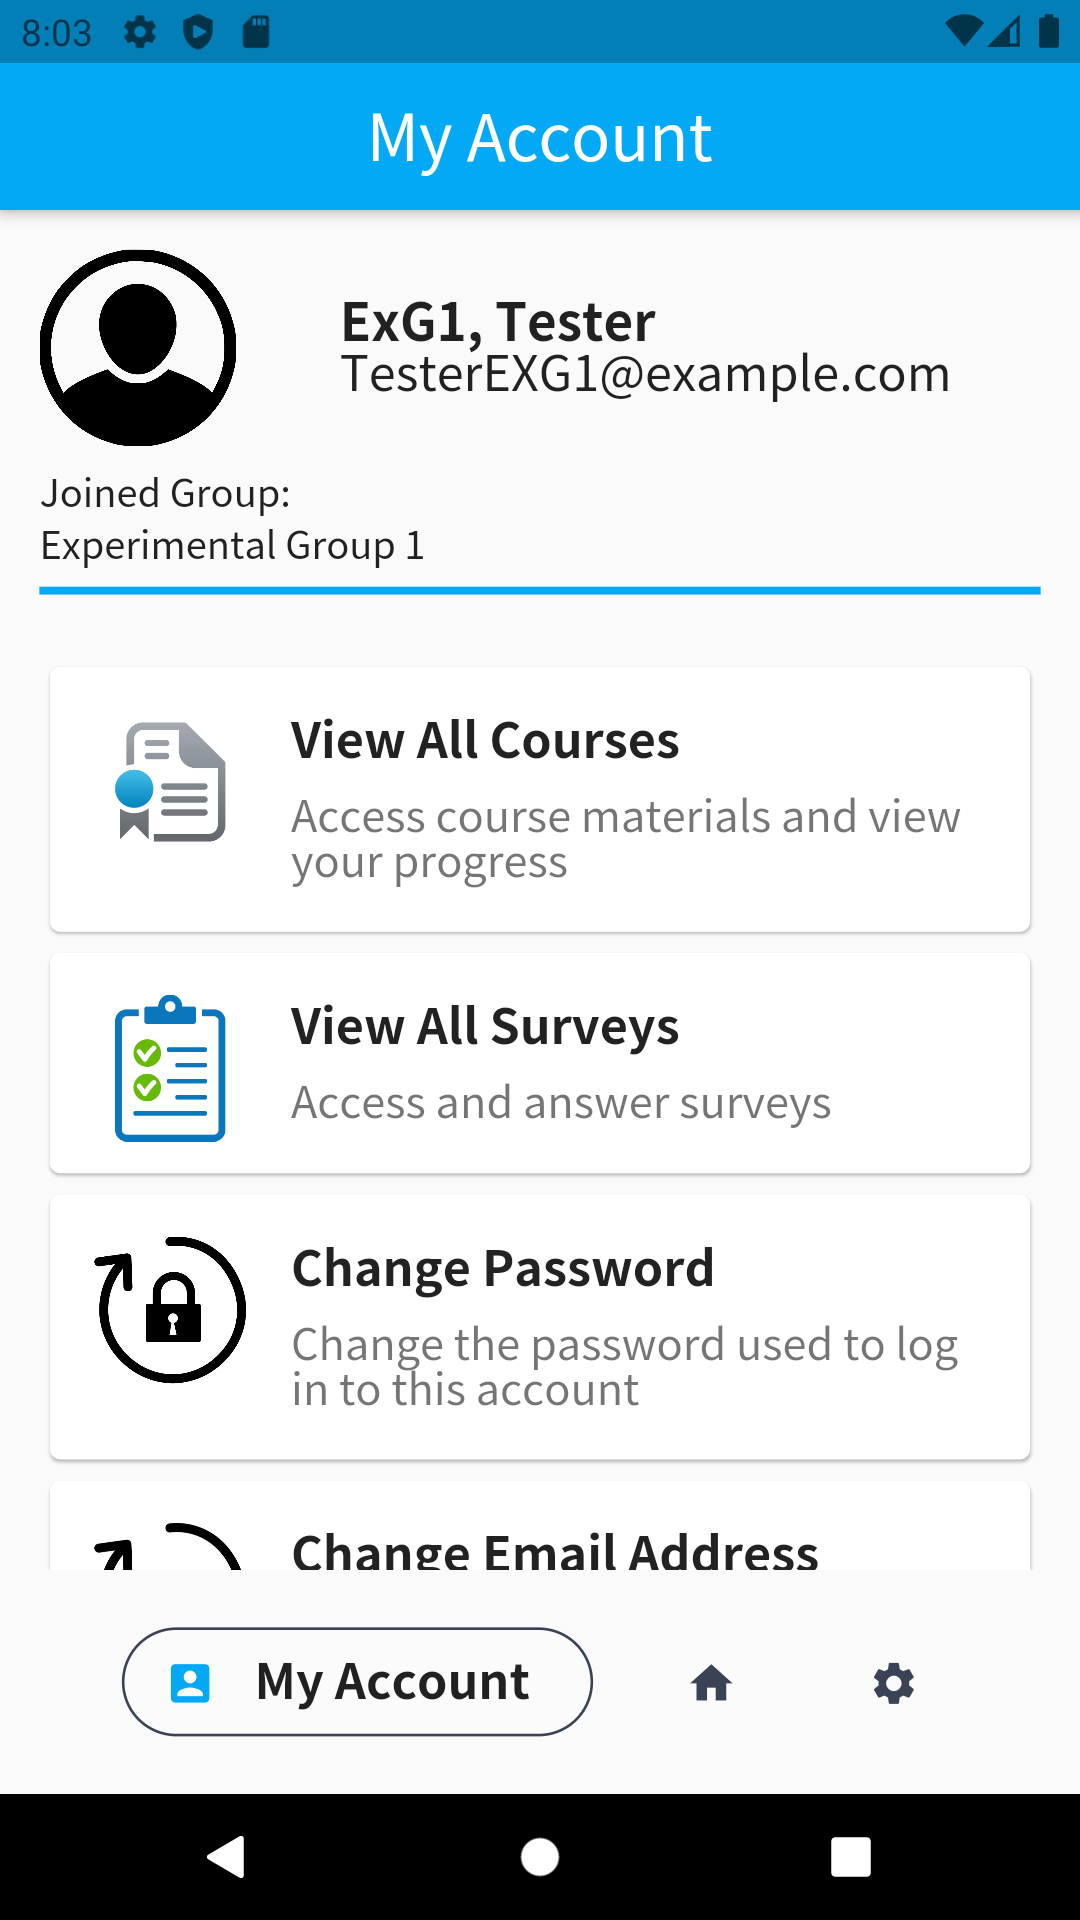 8:03
My Account
ExG1, Tester
TesterEXG1@example.com
Joined Group:
Experimental Group 1
View All Courses
Access course materials and view
your progress
View All Surveys
Access and answer surveys
Change Password
Change the password used to log
in to this account
Change Email Address
My Account